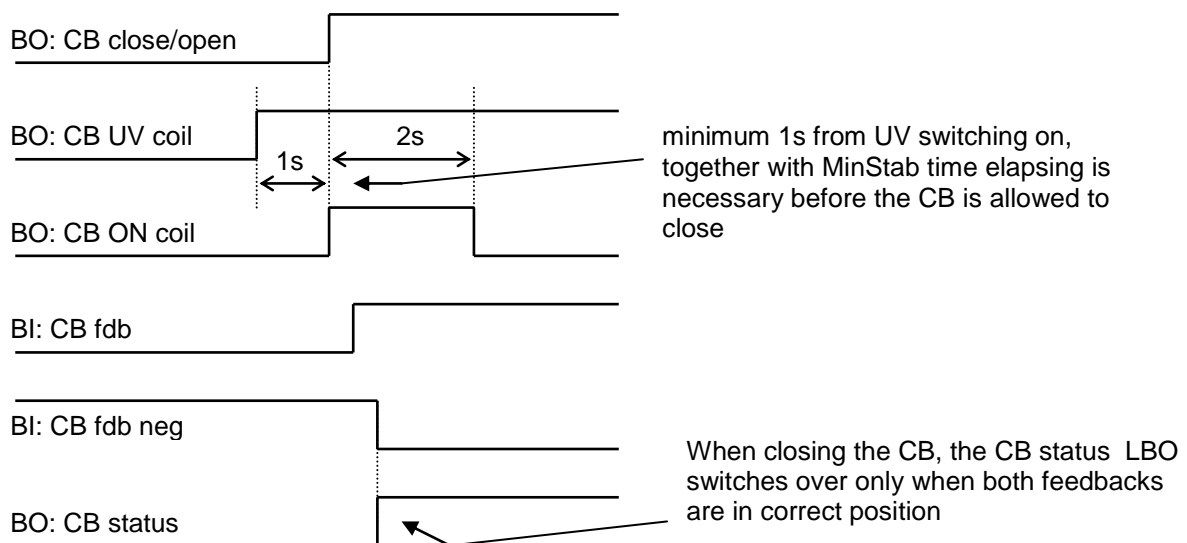 BO: CB close/open
BO: CB UV coil
1s
2s
minimum 1s from UV switching on,
together with MinStab time elapsing is
necessary before the CB is allowed to
close
BO: CB ON coil
BI: CB fdb
BI: CB fdb neg
When closing the CB, the CB status LBO
switches over only when both feedbacks
are in correct position
BO: CB status